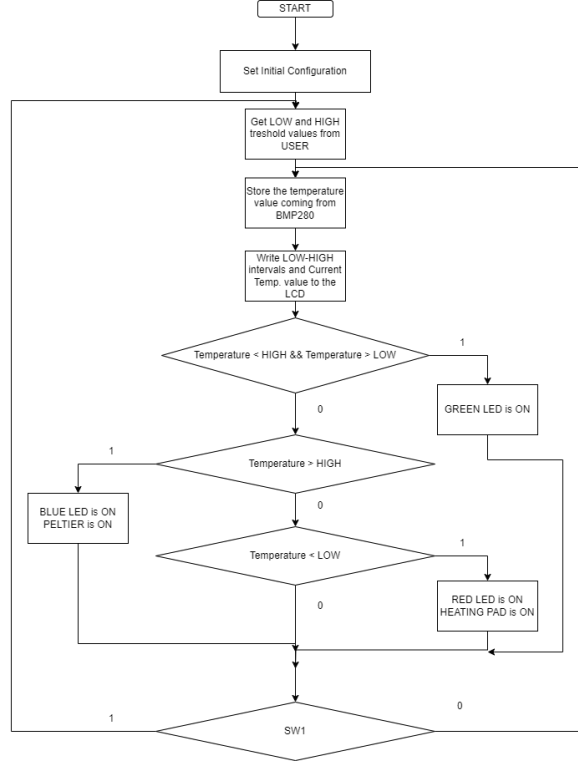 START
Set Initial Configuration
Get LOW and HIGH
treshold values from
USER
Store the temperature
value coming from
BMP280
Write LOW-HIGH
intervals and Current
Temp. value to the
LCD
Temperature < HIGH && Temperature > LOW
1
GREEN LED is ON
0
Temperature > HIGH
1
BLUE LED is ON
PELTIER is ON
0
Temperature < LOW
1
RED LED is ON
HEATING PAD is ON
0
SW1
1
0